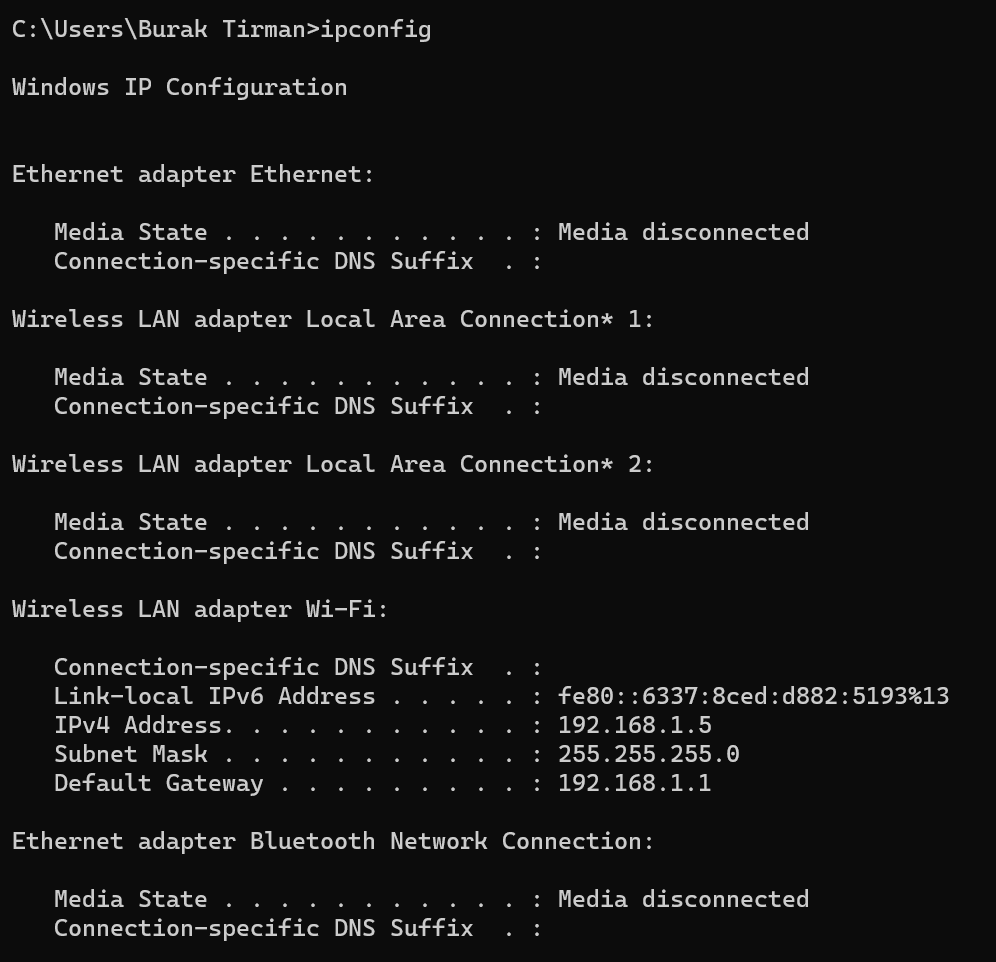 C:\Users\Burak Tirman>ipconfig
Windows IP Configuration
Ethernet adapter Ethernet:
   Media State . . . . . . . . . . . : Media disconnected
   Connection-specific DNS Suffix  . :
Wireless LAN adapter Local Area Connection* 1:
   Media State . . . . . . . . . . . : Media disconnected
   Connection-specific DNS Suffix  . :
Wireless LAN adapter Local Area Connection* 2:
   Media State . . . . . . . . . . . : Media disconnected
   Connection-specific DNS Suffix  . :
Wireless LAN adapter Wi-Fi:
   Connection-specific DNS Suffix  . :
   Link-local IPv6 Address . . . . . : fe80::6337:8ced:d882:5193%13
   IPv4 Address. . . . . . . . . . . : 192.168.1.5
   Subnet Mask . . . . . . . . . . . : 255.255.255.0
   Default Gateway . . . . . . . . . : 192.168.1.1
Ethernet adapter Bluetooth Network Connection:
   Media State . . . . . . . . . . . : Media disconnected
   Connection-specific DNS Suffix  . :